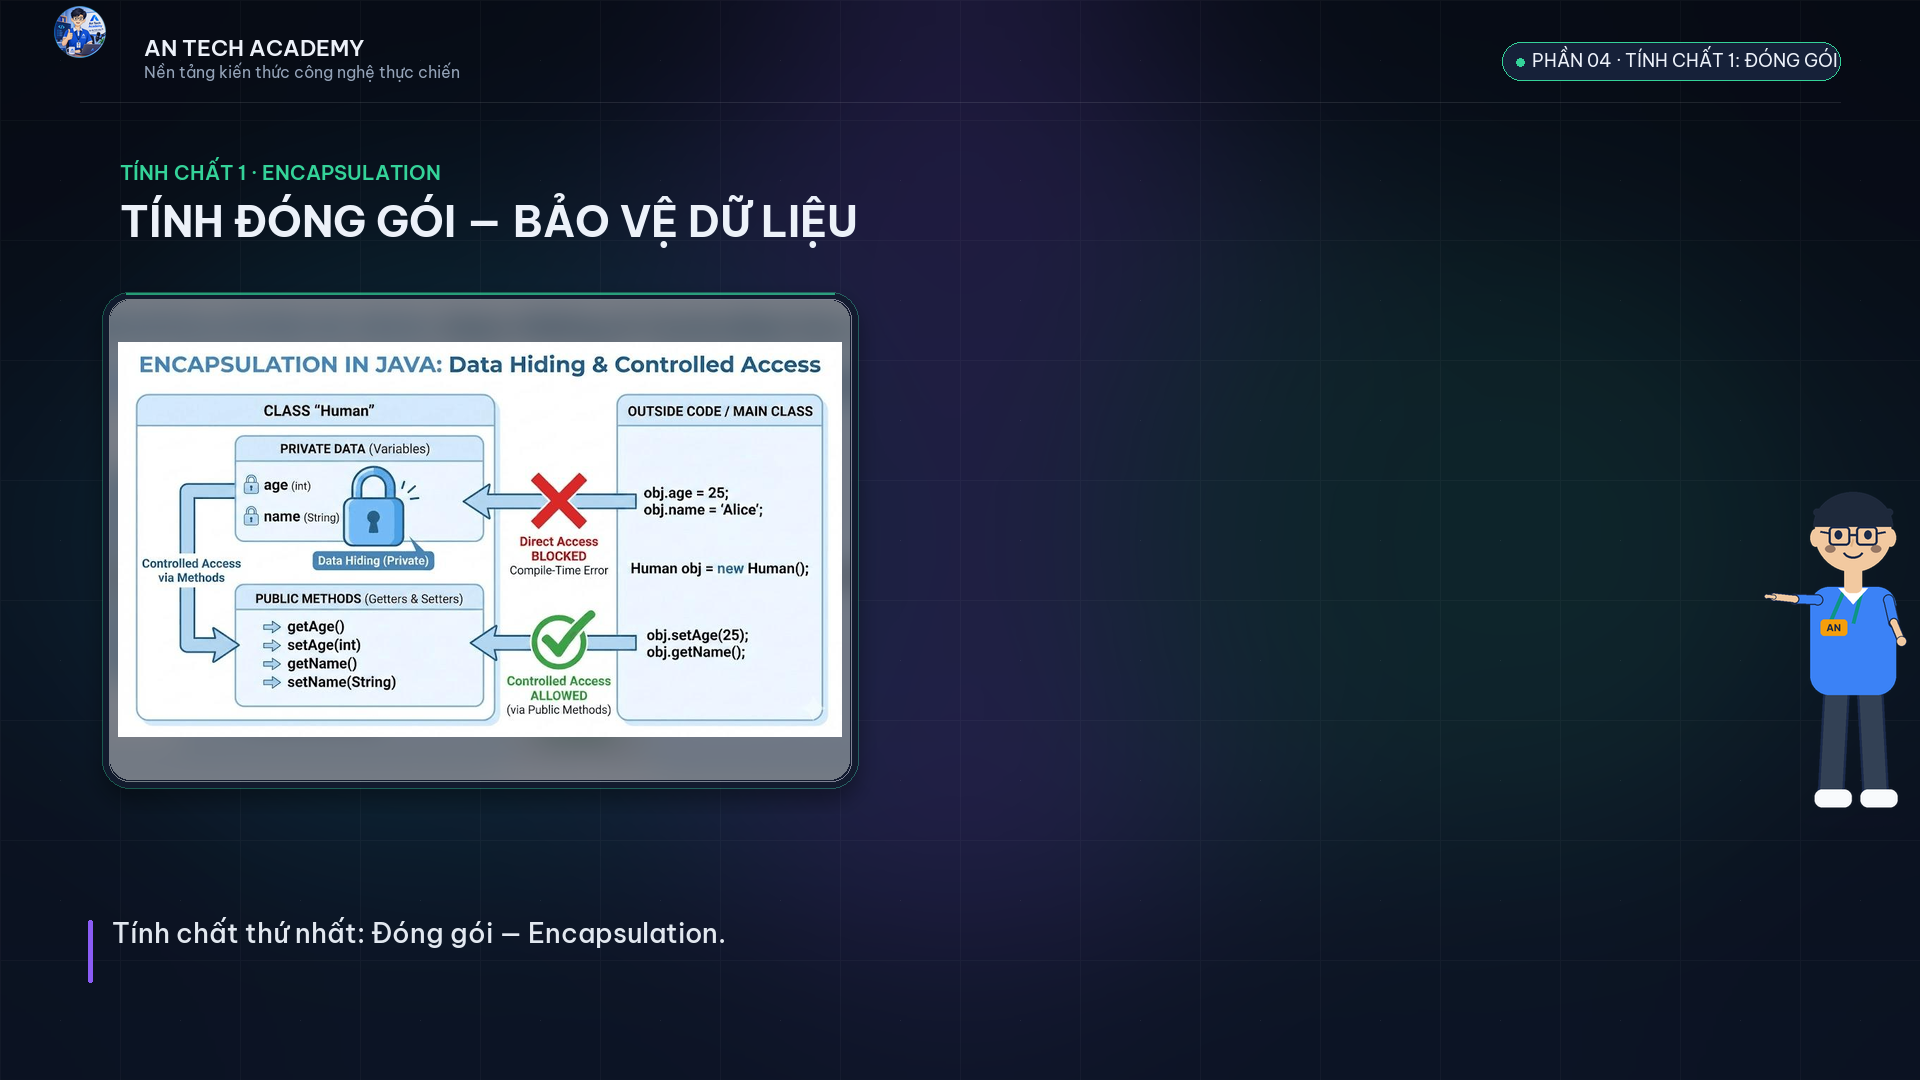 AN TECH ACADEMY
Nền tảng kiến thức công nghệ thực chiến
PHẦN 04 · TÍNH CHẤT 1: ĐÓNG GÓI
TÍNH CHẤT 1 · ENCAPSULATION
TÍNH ĐÓNG GÓI — BẢO VỆ DỮ LIỆU
ENCAPSULATION IN JAVA: Data Hiding & Controlled Access
CLASS “Human”
PRIVATE DATA (Variables)
age (int)
name (String)
Data Hiding (Private)
Controlled Access
via Methods
PUBLIC METHODS (Getters & Setters)
getAge()
setAge(int)
getName()
setName(String)
Direct Access
BLOCKED
Compile-Time Error
Controlled Access
ALLOWED
(via Public Methods)
OUTSIDE CODE / MAIN CLASS
obj.age = 25;
obj.name = ‘Alice’;
Human obj = new Human();
obj.setAge(25);
obj.getName();
AN
Tính chất thứ nhất: Đóng gói — Encapsulation.